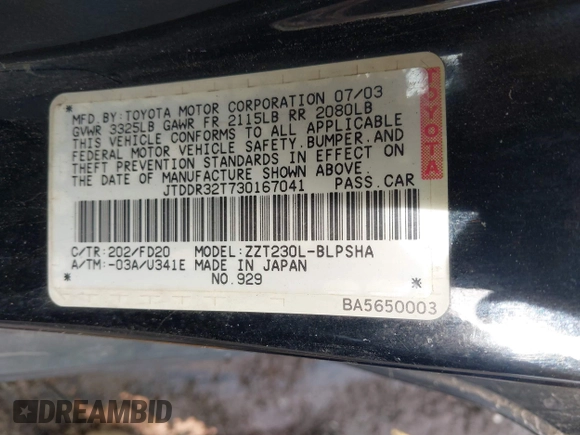 MFD.BY:TOYOTA MOTOR CORPORATION 07/03
GVWR 3325LB GAWR FR 2115LB RR 2080LB
THIS VEHICLE CONFORMS TO ALL APPLICABLE
FEDERAL MOTOR VEHICLE SAFETY,BUMPER,AND
THEFT PREVENTION STANDARDS IN EFFECT ON
THE DATE OF MANUFACTURE SHOWN ABOVE.
JTDDR32T730167041 PASS.CAR
TOYOTA
* *
C/TR:202/FD20 MODEL:ZZT230L-BLPSHA
A/TM:-03A/U341E MADE IN JAPAN
* NO.929 *
BA5650003
DREAMBID